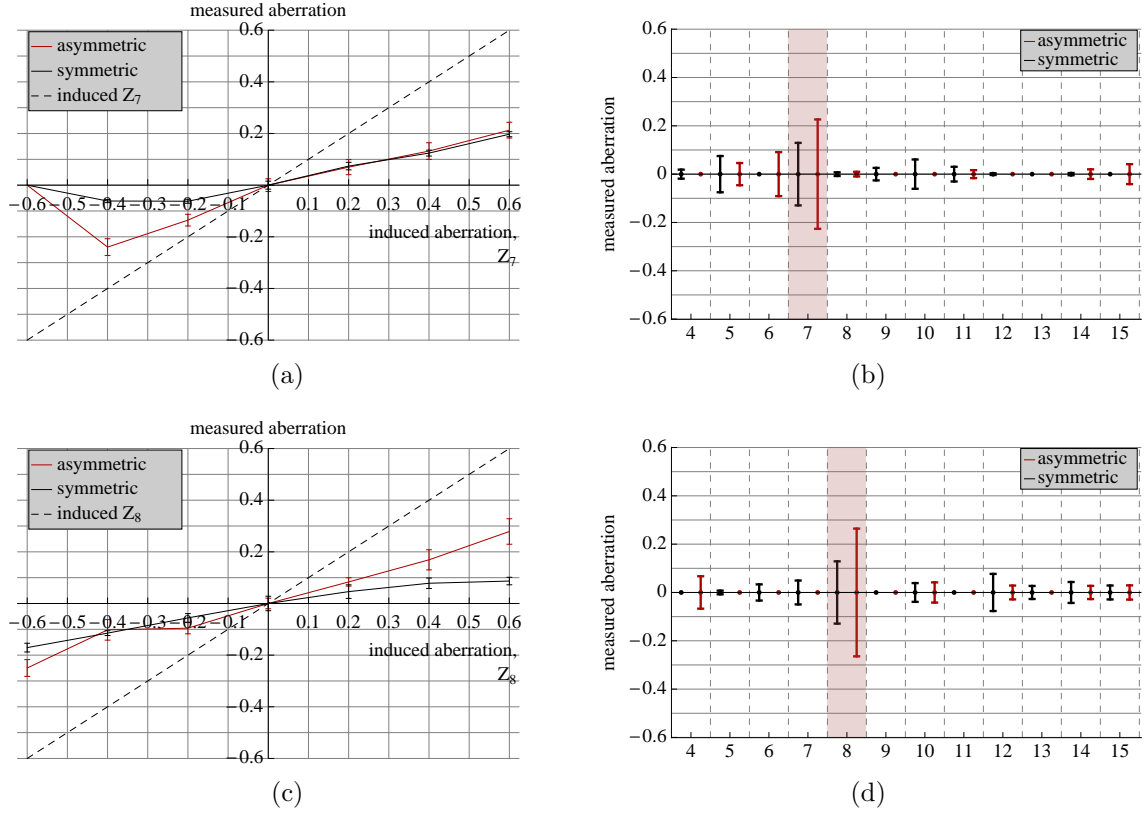 measured aberration
0.6
asymmetric
symmetric
induced Z₇
0.4
0.2
−0.6 −0.5 −0.4 −0.3 −0.2 −0.1 0.1 0.2 0.3 0.4 0.5 0.6
induced aberration,
Z₇
−0.2
−0.4
−0.6
(a)
measured aberration
0.6
0.4
0.2
0
−0.2
−0.4
−0.6
asymmetric
symmetric
4 5 6 7 8 9 10 11 12 13 14 15
(b)
measured aberration
0.6
asymmetric
symmetric
induced Z₈
0.4
0.2
−0.6 −0.5 −0.4 −0.3 −0.2 −0.1 0.1 0.2 0.3 0.4 0.5 0.6
induced aberration,
Z₈
−0.2
−0.4
−0.6
(c)
measured aberration
0.6
0.4
0.2
0
−0.2
−0.4
−0.6
asymmetric
symmetric
4 5 6 7 8 9 10 11 12 13 14 15
(d)